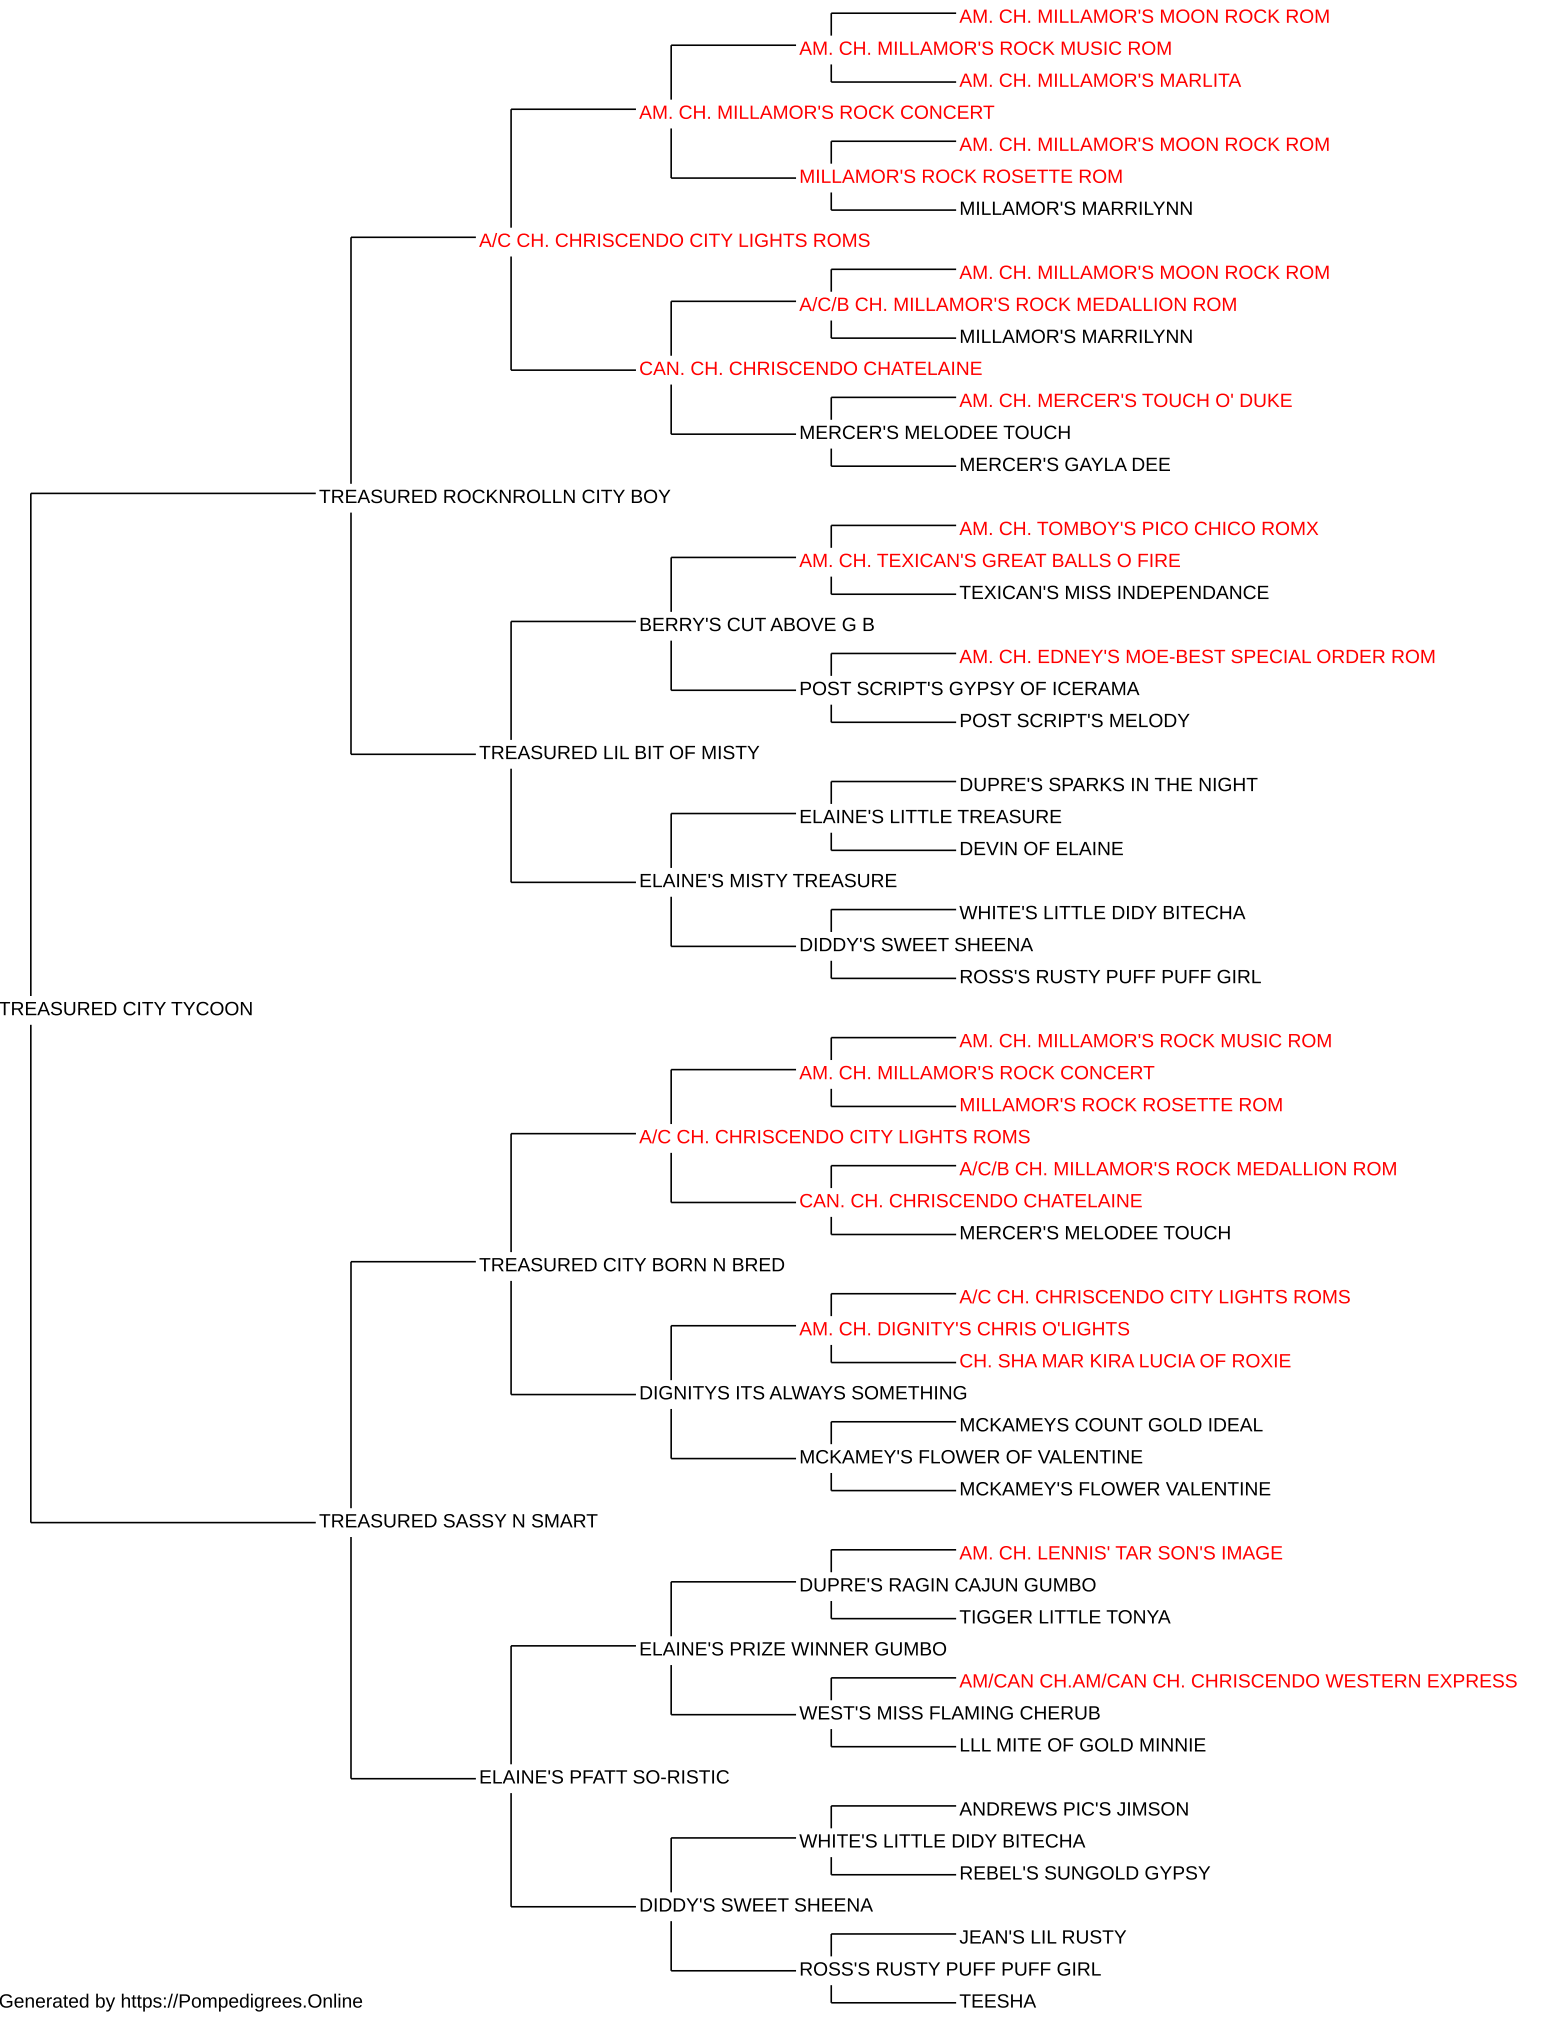 AM. CH. MILLAMOR'S MOON ROCK ROM
AM. CH. MILLAMOR'S ROCK MUSIC ROM
AM. CH. MILLAMOR'S MARLITA
AM. CH. MILLAMOR'S ROCK CONCERT
AM. CH. MILLAMOR'S MOON ROCK ROM
MILLAMOR'S ROCK ROSETTE ROM
MILLAMOR'S MARRILYNN
A/C CH. CHRISCENDO CITY LIGHTS ROMS
AM. CH. MILLAMOR'S MOON ROCK ROM
A/C/B CH. MILLAMOR'S ROCK MEDALLION ROM
MILLAMOR'S MARRILYNN
CAN. CH. CHRISCENDO CHATELAINE
AM. CH. MERCER'S TOUCH O' DUKE
MERCER'S MELODEE TOUCH
MERCER'S GAYLA DEE
TREASURED ROCKNROLLN CITY BOY
AM. CH. TOMBOY'S PICO CHICO ROMX
AM. CH. TEXICAN'S GREAT BALLS O FIRE
TEXICAN'S MISS INDEPENDANCE
BERRY'S CUT ABOVE G B
AM. CH. EDNEY'S MOE-BEST SPECIAL ORDER ROM
POST SCRIPT'S GYPSY OF ICERAMA
POST SCRIPT'S MELODY
TREASURED LIL BIT OF MISTY
DUPRE'S SPARKS IN THE NIGHT
ELAINE'S LITTLE TREASURE
DEVIN OF ELAINE
ELAINE'S MISTY TREASURE
WHITE'S LITTLE DIDY BITECHA
DIDDY'S SWEET SHEENA
ROSS'S RUSTY PUFF PUFF GIRL
TREASURED CITY TYCOON
AM. CH. MILLAMOR'S ROCK MUSIC ROM
AM. CH. MILLAMOR'S ROCK CONCERT
MILLAMOR'S ROCK ROSETTE ROM
A/C CH. CHRISCENDO CITY LIGHTS ROMS
A/C/B CH. MILLAMOR'S ROCK MEDALLION ROM
CAN. CH. CHRISCENDO CHATELAINE
MERCER'S MELODEE TOUCH
TREASURED CITY BORN N BRED
A/C CH. CHRISCENDO CITY LIGHTS ROMS
AM. CH. DIGNITY'S CHRIS O'LIGHTS
CH. SHA MAR KIRA LUCIA OF ROXIE
DIGNITYS ITS ALWAYS SOMETHING
MCKAMEYS COUNT GOLD IDEAL
MCKAMEY'S FLOWER OF VALENTINE
MCKAMEY'S FLOWER VALENTINE
TREASURED SASSY N SMART
AM. CH. LENNIS' TAR SON'S IMAGE
DUPRE'S RAGIN CAJUN GUMBO
TIGGER LITTLE TONYA
ELAINE'S PRIZE WINNER GUMBO
AM/CAN CH.AM/CAN CH. CHRISCENDO WESTERN EXPRESS
WEST'S MISS FLAMING CHERUB
LLL MITE OF GOLD MINNIE
ELAINE'S PFATT SO-RISTIC
ANDREWS PIC'S JIMSON
WHITE'S LITTLE DIDY BITECHA
REBEL'S SUNGOLD GYPSY
DIDDY'S SWEET SHEENA
JEAN'S LIL RUSTY
ROSS'S RUSTY PUFF PUFF GIRL
TEESHA
Generated by https://Pompedigrees.Online